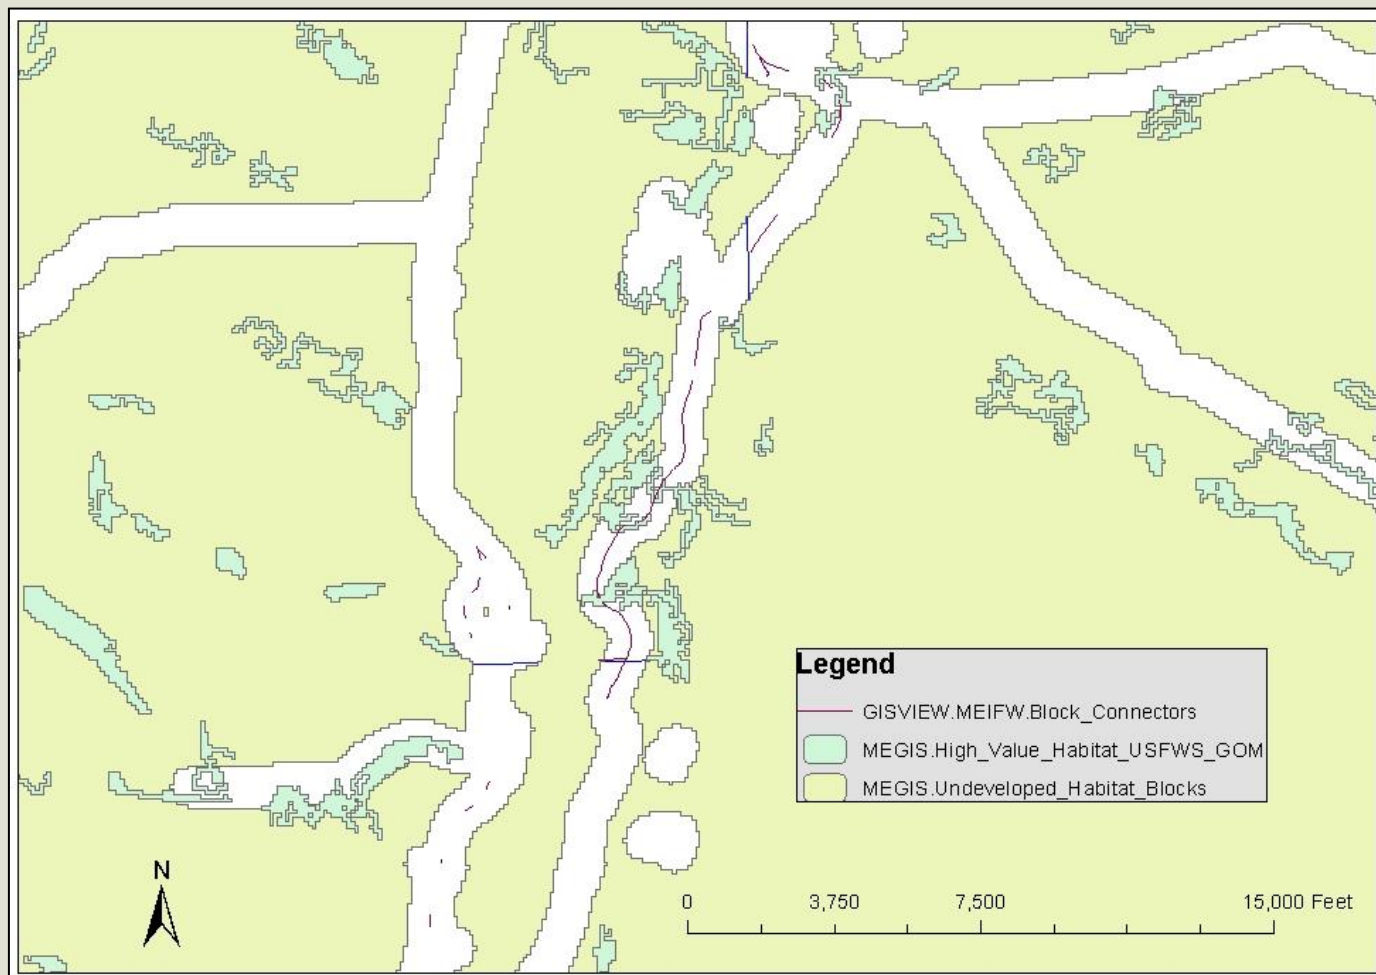 Legend
GISVIEW.MEIFW.Block_Connectors
MEGIS.High_Value_Habitat_USFWS_GOM
MEGIS.Undeveloped_Habitat_Blocks
N
0 3,750 7,500 15,000 Feet